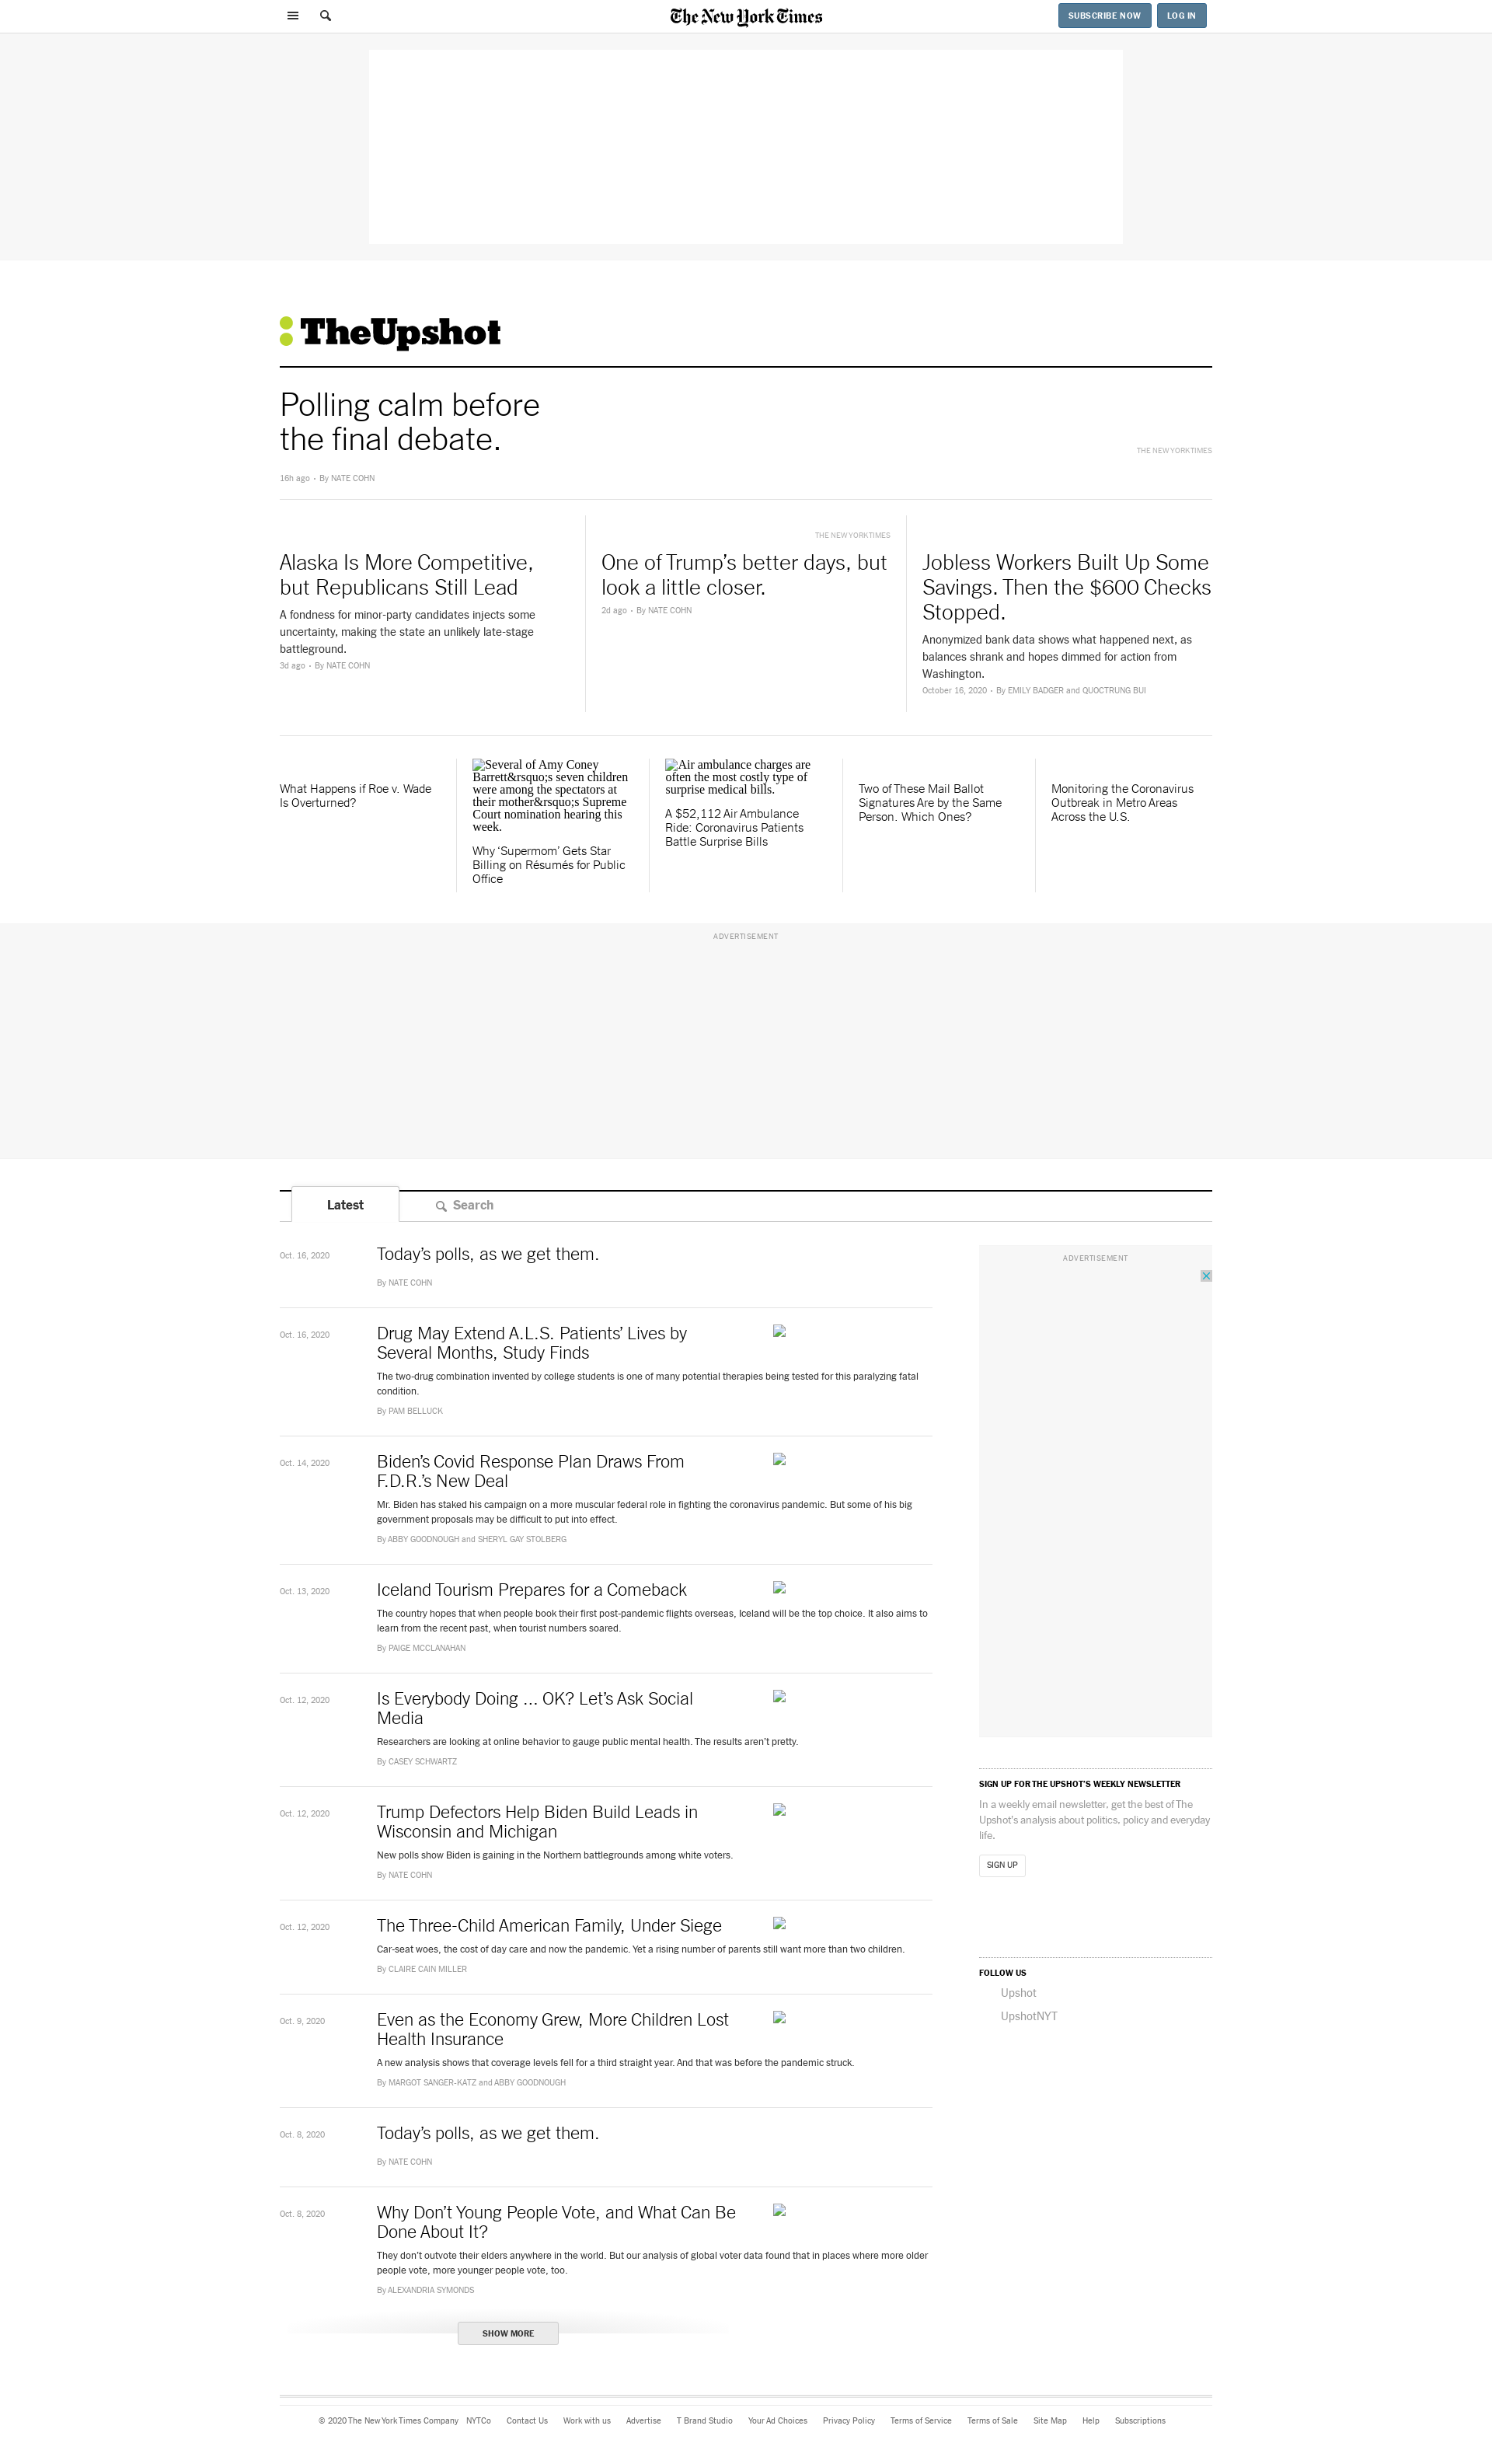 The New York Times
SUBSCRIBE NOW
LOG IN
TheUpshot
Polling calm before
the final debate.
THE NEW YORK TIMES
16h ago • By NATE COHN
Alaska Is More Competitive,
but Republicans Still Lead
A fondness for minor-party candidates injects some
uncertainty, making the state an unlikely late-stage
battleground.
3d ago • By NATE COHN
THE NEW YORK TIMES
One of Trump’s better days, but
look a little closer.
2d ago • By NATE COHN
Jobless Workers Built Up Some
Savings. Then the $600 Checks
Stopped.
Anonymized bank data shows what happened next, as
balances shrank and hopes dimmed for action from
Washington.
October 16, 2020 • By EMILY BADGER and QUOCTRUNG BUI
What Happens if Roe v. Wade
Is Overturned?
Several of Amy Coney
Barrett&rsquo;s seven children
were among the spectators at
their mother&rsquo;s Supreme
Court nomination hearing this
week.
Why ‘Supermom’ Gets Star
Billing on Résumés for Public
Office
Air ambulance charges are
often the most costly type of
surprise medical bills.
A $52,112 Air Ambulance
Ride: Coronavirus Patients
Battle Surprise Bills
Two of These Mail Ballot
Signatures Are by the Same
Person. Which Ones?
Monitoring the Coronavirus
Outbreak in Metro Areas
Across the U.S.
ADVERTISEMENT
Latest
Search
Oct. 16, 2020
Today’s polls, as we get them.
By NATE COHN
Oct. 16, 2020
Drug May Extend A.L.S. Patients’ Lives by
Several Months, Study Finds
The two-drug combination invented by college students is one of many potential therapies being tested for this paralyzing fatal
condition.
By PAM BELLUCK
Oct. 14, 2020
Biden’s Covid Response Plan Draws From
F.D.R.’s New Deal
Mr. Biden has staked his campaign on a more muscular federal role in fighting the coronavirus pandemic. But some of his big
government proposals may be difficult to put into effect.
By ABBY GOODNOUGH and SHERYL GAY STOLBERG
Oct. 13, 2020
Iceland Tourism Prepares for a Comeback
The country hopes that when people book their first post-pandemic flights overseas, Iceland will be the top choice. It also aims to
learn from the recent past, when tourist numbers soared.
By PAIGE MCCLANAHAN
Oct. 12, 2020
Is Everybody Doing ... OK? Let’s Ask Social
Media
Researchers are looking at online behavior to gauge public mental health. The results aren’t pretty.
By CASEY SCHWARTZ
Oct. 12, 2020
Trump Defectors Help Biden Build Leads in
Wisconsin and Michigan
New polls show Biden is gaining in the Northern battlegrounds among white voters.
By NATE COHN
Oct. 12, 2020
The Three-Child American Family, Under Siege
Car-seat woes, the cost of day care and now the pandemic. Yet a rising number of parents still want more than two children.
By CLAIRE CAIN MILLER
Oct. 9, 2020
Even as the Economy Grew, More Children Lost
Health Insurance
A new analysis shows that coverage levels fell for a third straight year. And that was before the pandemic struck.
By MARGOT SANGER-KATZ and ABBY GOODNOUGH
Oct. 8, 2020
Today’s polls, as we get them.
By NATE COHN
Oct. 8, 2020
Why Don’t Young People Vote, and What Can Be
Done About It?
They don’t outvote their elders anywhere in the world. But our analysis of global voter data found that in places where more older
people vote, more younger people vote, too.
By ALEXANDRIA SYMONDS
SHOW MORE
ADVERTISEMENT
SIGN UP FOR THE UPSHOT’S WEEKLY NEWSLETTER
In a weekly email newsletter, get the best of The
Upshot’s analysis about politics, policy and everyday
life.
SIGN UP
FOLLOW US
Upshot
UpshotNYT
© 2020 The New York Times Company NYTCo Contact Us Work with us Advertise T Brand Studio Your Ad Choices Privacy Policy Terms of Service Terms of Sale Site Map Help Subscriptions